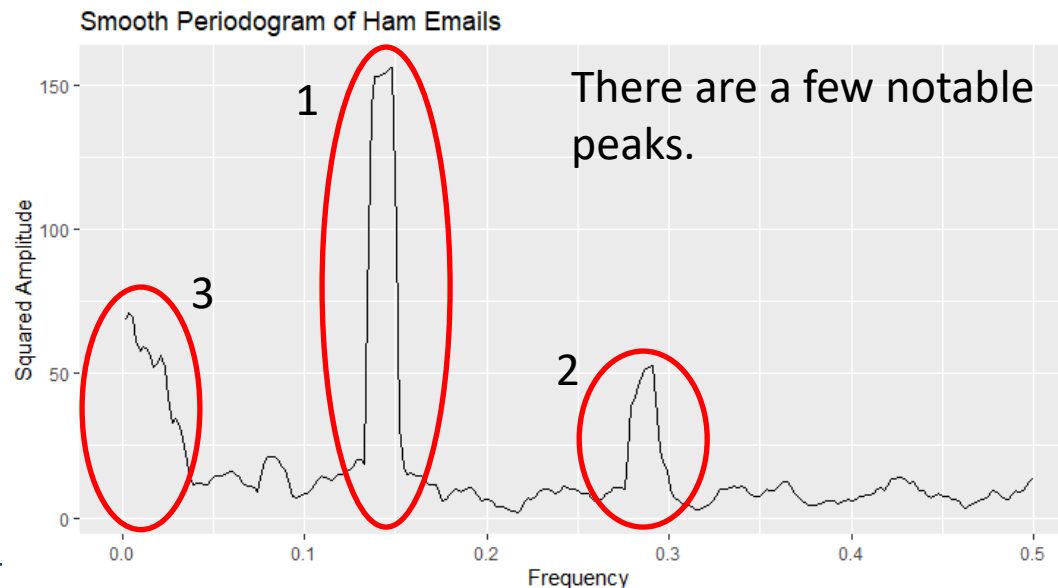 Smooth Periodogram of Ham Emails
There are a few notable
peaks.
1
2
3
Squared Amplitude
150
100
50
0
0.0 0.1 0.2 0.3 0.4 0.5
Frequency